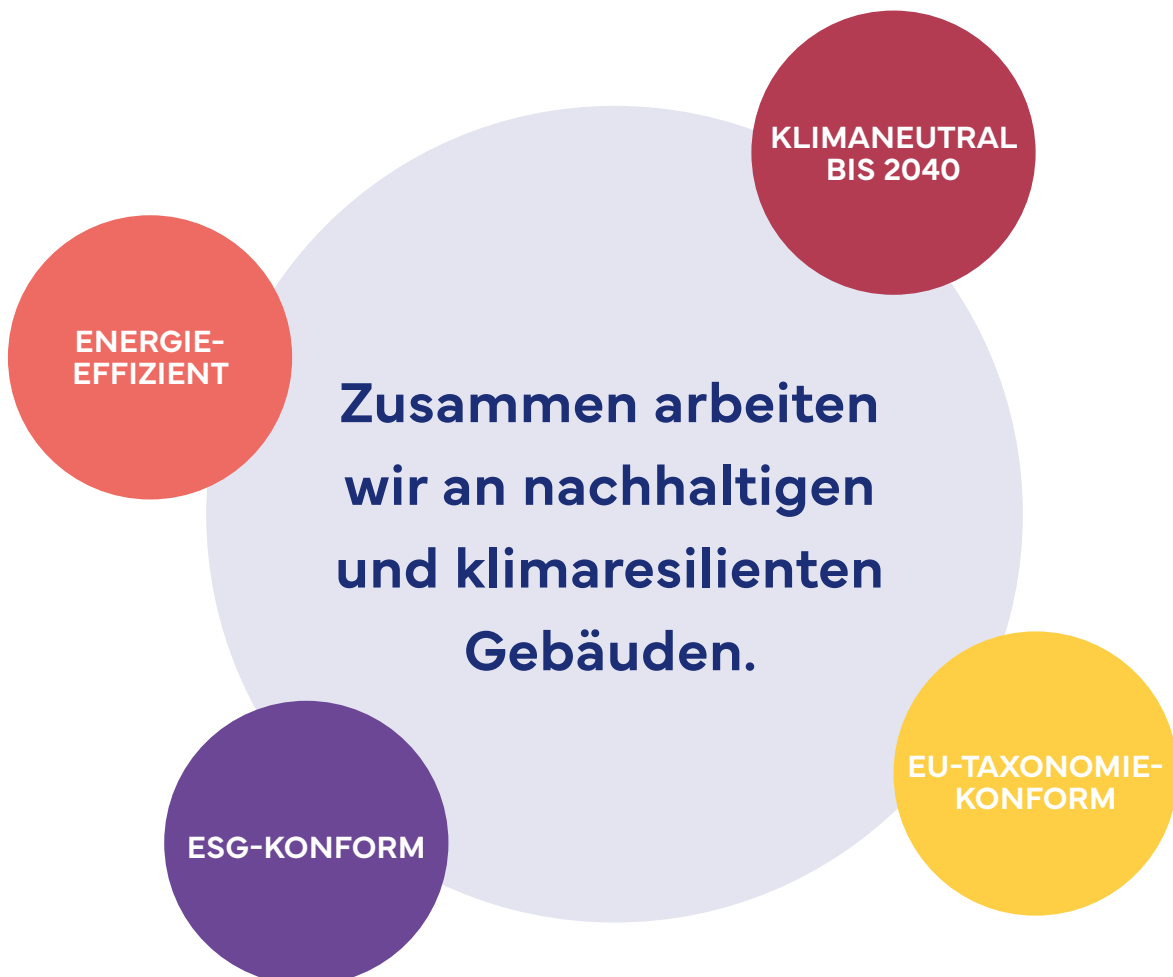 KLIMANEUTRAL
BIS 2040
ENERGIE-
EFFIZIENT
Zusammen arbeiten
wir an nachhaltigen
und klimaresilienten
Gebäuden.
EU-TAXONOMIE-
KONFORM
ESG-KONFORM